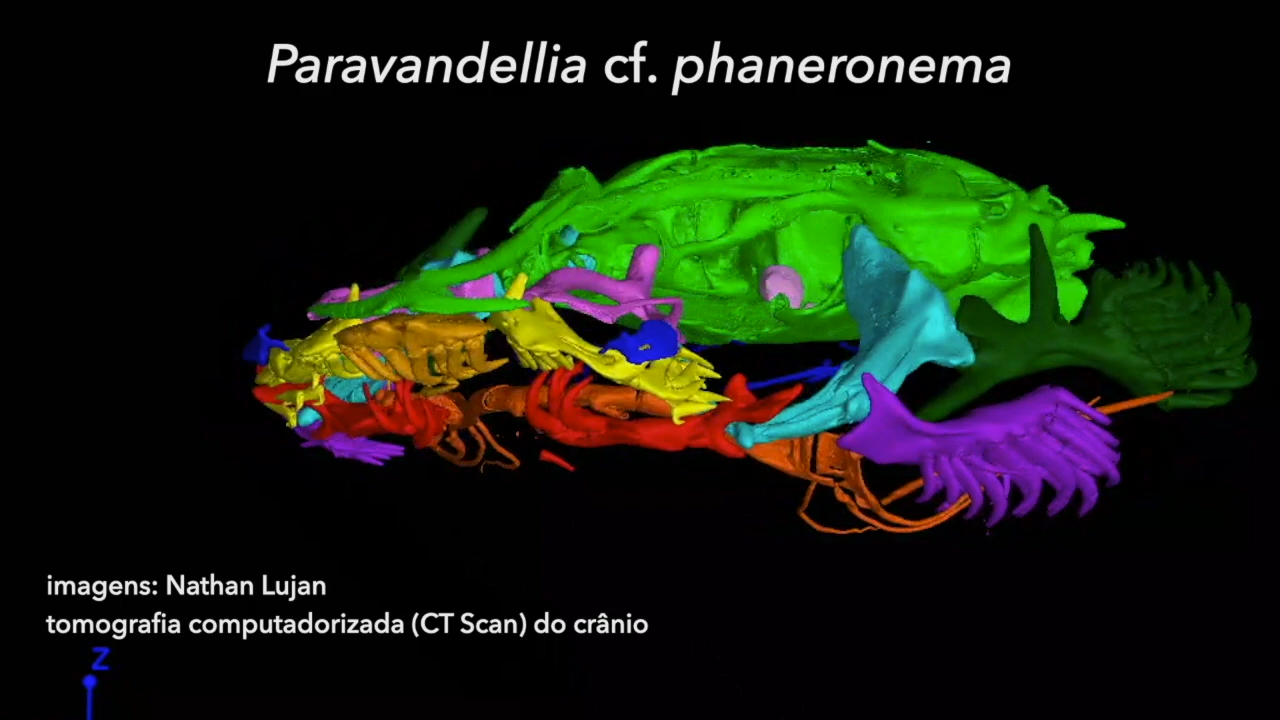 Paravandellia cf. phaneronema
imagens: Nathan Lujan
tomografia computadorizada (CT Scan) do crânio
Z